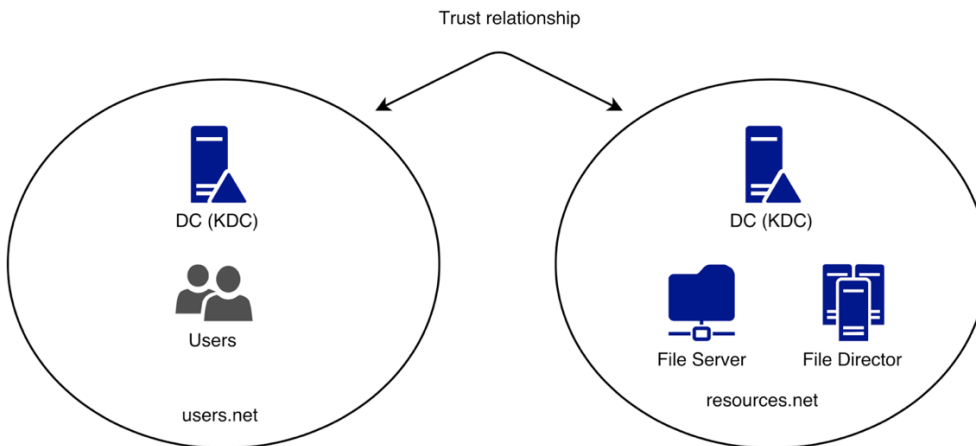 Trust relationship
DC (KDC)
Users
users.net
DC (KDC)
File Server
File Director
resources.net